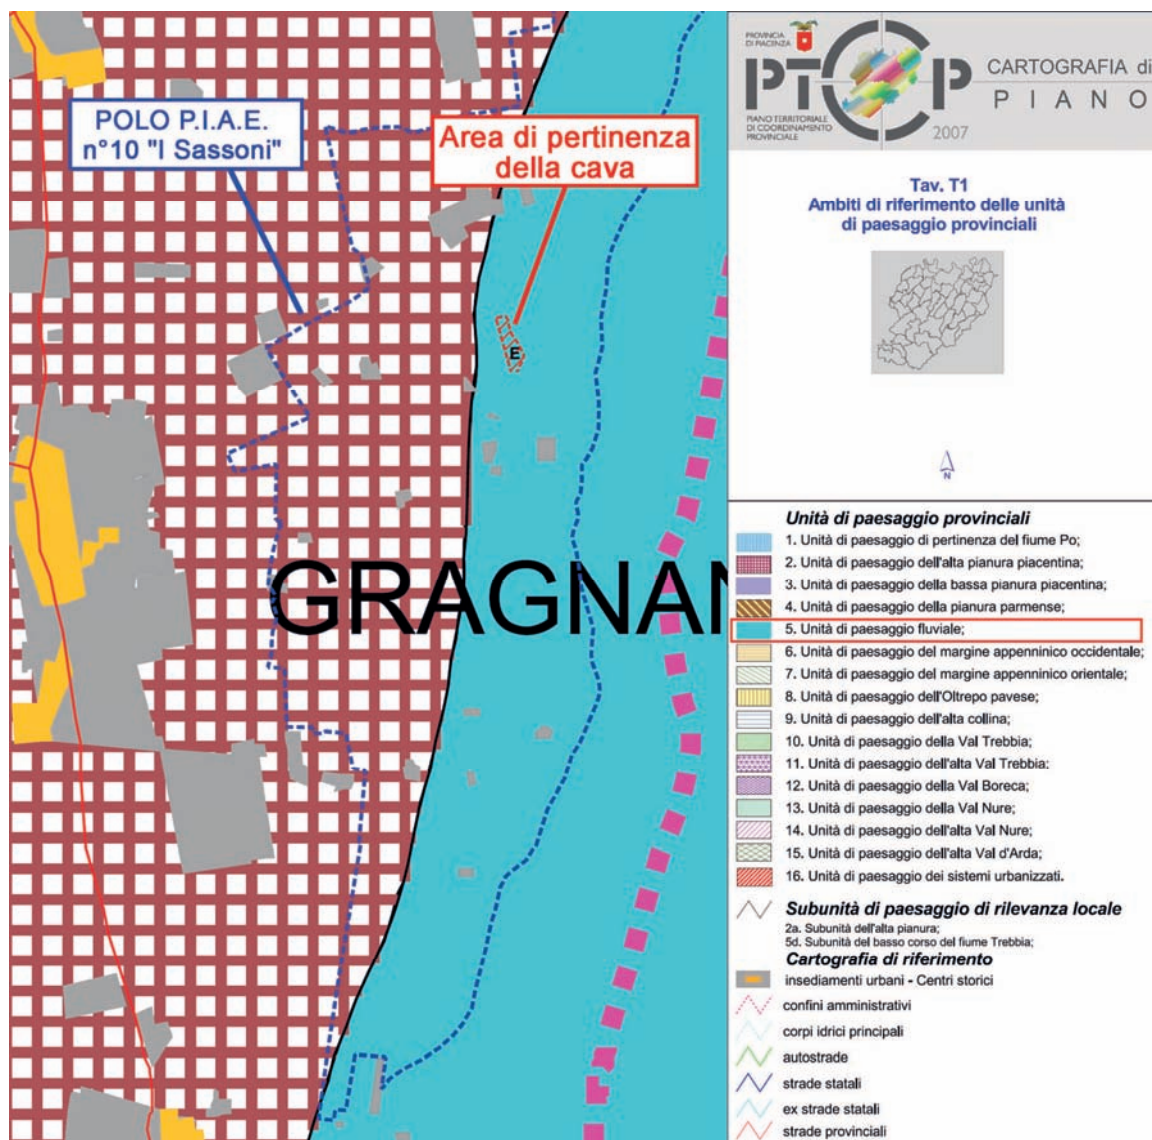 POLO P.I.A.E.
n°10 "I Sassoni"
Area di pertinenza
della cava
E
GRAGNAN
PROVINCIA
DI PIACENZA
PTCP
PIANO TERRITORIALE
DI COORDINAMENTO
PROVINCIALE
2007
CARTOGRAFIA di
PIANO
Tav. T1
Ambiti di riferimento delle unità
di paesaggio provinciali
N
Unità di paesaggio provinciali
1. Unità di paesaggio di pertinenza del fiume Po;
2. Unità di paesaggio dell'alta pianura piacentina;
3. Unità di paesaggio della bassa pianura piacentina;
4. Unità di paesaggio della pianura parmense;
5. Unità di paesaggio fluviale;
6. Unità di paesaggio del margine appenninico occidentale;
7. Unità di paesaggio del margine appenninico orientale;
8. Unità di paesaggio dell'Oltrepo pavese;
9. Unità di paesaggio dell'alta collina;
10. Unità di paesaggio della Val Trebbia;
11. Unità di paesaggio dell'alta Val Trebbia:
12. Unità di paesaggio della Val Boreca;
13. Unità di paesaggio della Val Nure;
14. Unità di paesaggio dell'alta Val Nure;
15. Unità di paesaggio dell'alta Val d'Arda;
16. Unità di paesaggio dei sistemi urbanizzati.
Subunità di paesaggio di rilevanza locale
2a. Subunità dell'alta pianura;
5d. Subunità del basso corso del fiume Trebbia;
Cartografia di riferimento
insediamenti urbani - Centri storici
confini amministrativi
corpi idrici principali
autostrade
strade statali
ex strade statali
strade provinciali